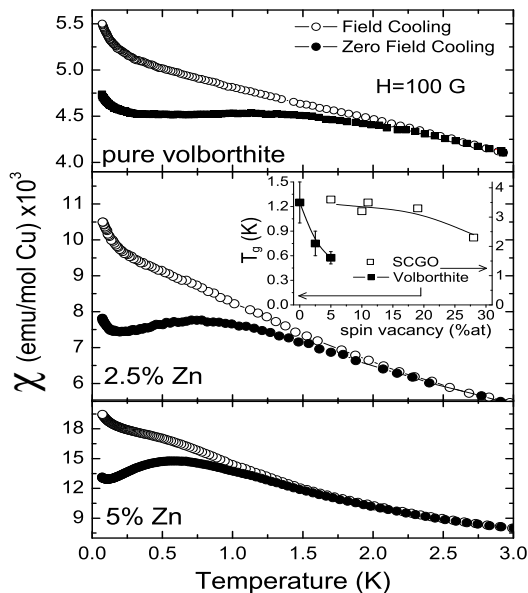 5.5
Field Cooling
Zero Field Cooling
5.0
H=100 G
4.5
4.0
pure volborthite
11
10
9
8
7
6
1.5
1.2
0.9
0.6
0.3
0.0
4
3
2
1
0
T_g (K)
SCGO
Volborthite
0 5 10 15 20 25 30
spin vacancy (%at)
2.5% Zn
χ (emu/mol Cu) x10³
18
15
12
9
5% Zn
0.0 0.5 1.0 1.5 2.0 2.5 3.0
Temperature (K)